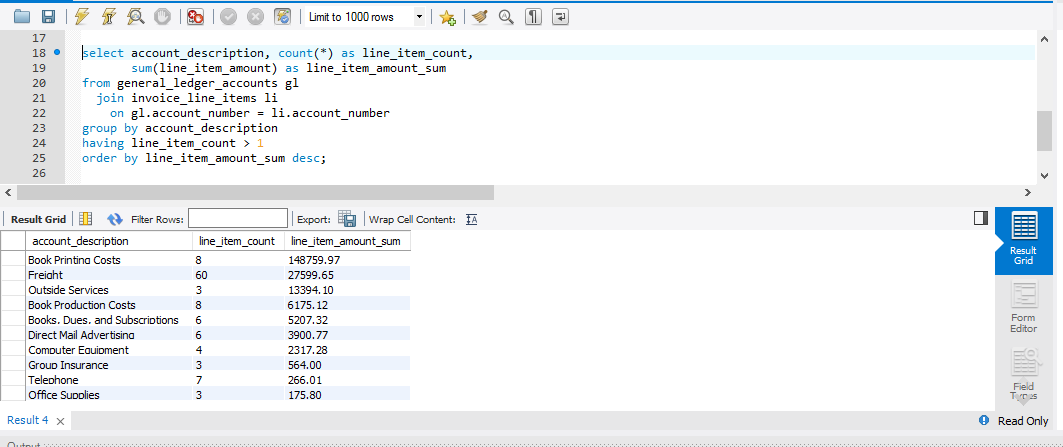 Limit to 1000 rows
17
18 select account_description, count(*) as line_item_count,
19 sum(line_item_amount) as line_item_amount_sum
20 from general_ledger_accounts gl
21 join invoice_line_items li
22 on gl.account_number = li.account_number
23 group by account_description
24 having line_item_count > 1
25 order by line_item_amount_sum desc;
26
Result Grid Filter Rows: Export: Wrap Cell Content: IA
account_description line_item_count line_item_amount_sum
Book Printing Costs 8 148759.97
Freight 60 27599.65
Outside Services 3 13394.10
Book Production Costs 8 6175.12
Books, Dues, and Subscriptions 6 5207.32
Direct Mail Advertising 6 3900.77
Computer Equipment 4 2317.28
Group Insurance 3 564.00
Telephone 7 266.01
Office Supplies 3 175.80
Result
Grid
Form
Editor
Field
Types
Result 4 Read Only
Output